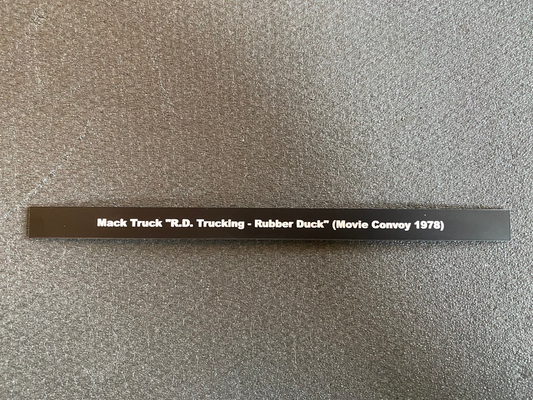 Mack Truck "R.D. Trucking - Rubber Duck" (Movie Convoy 1978)